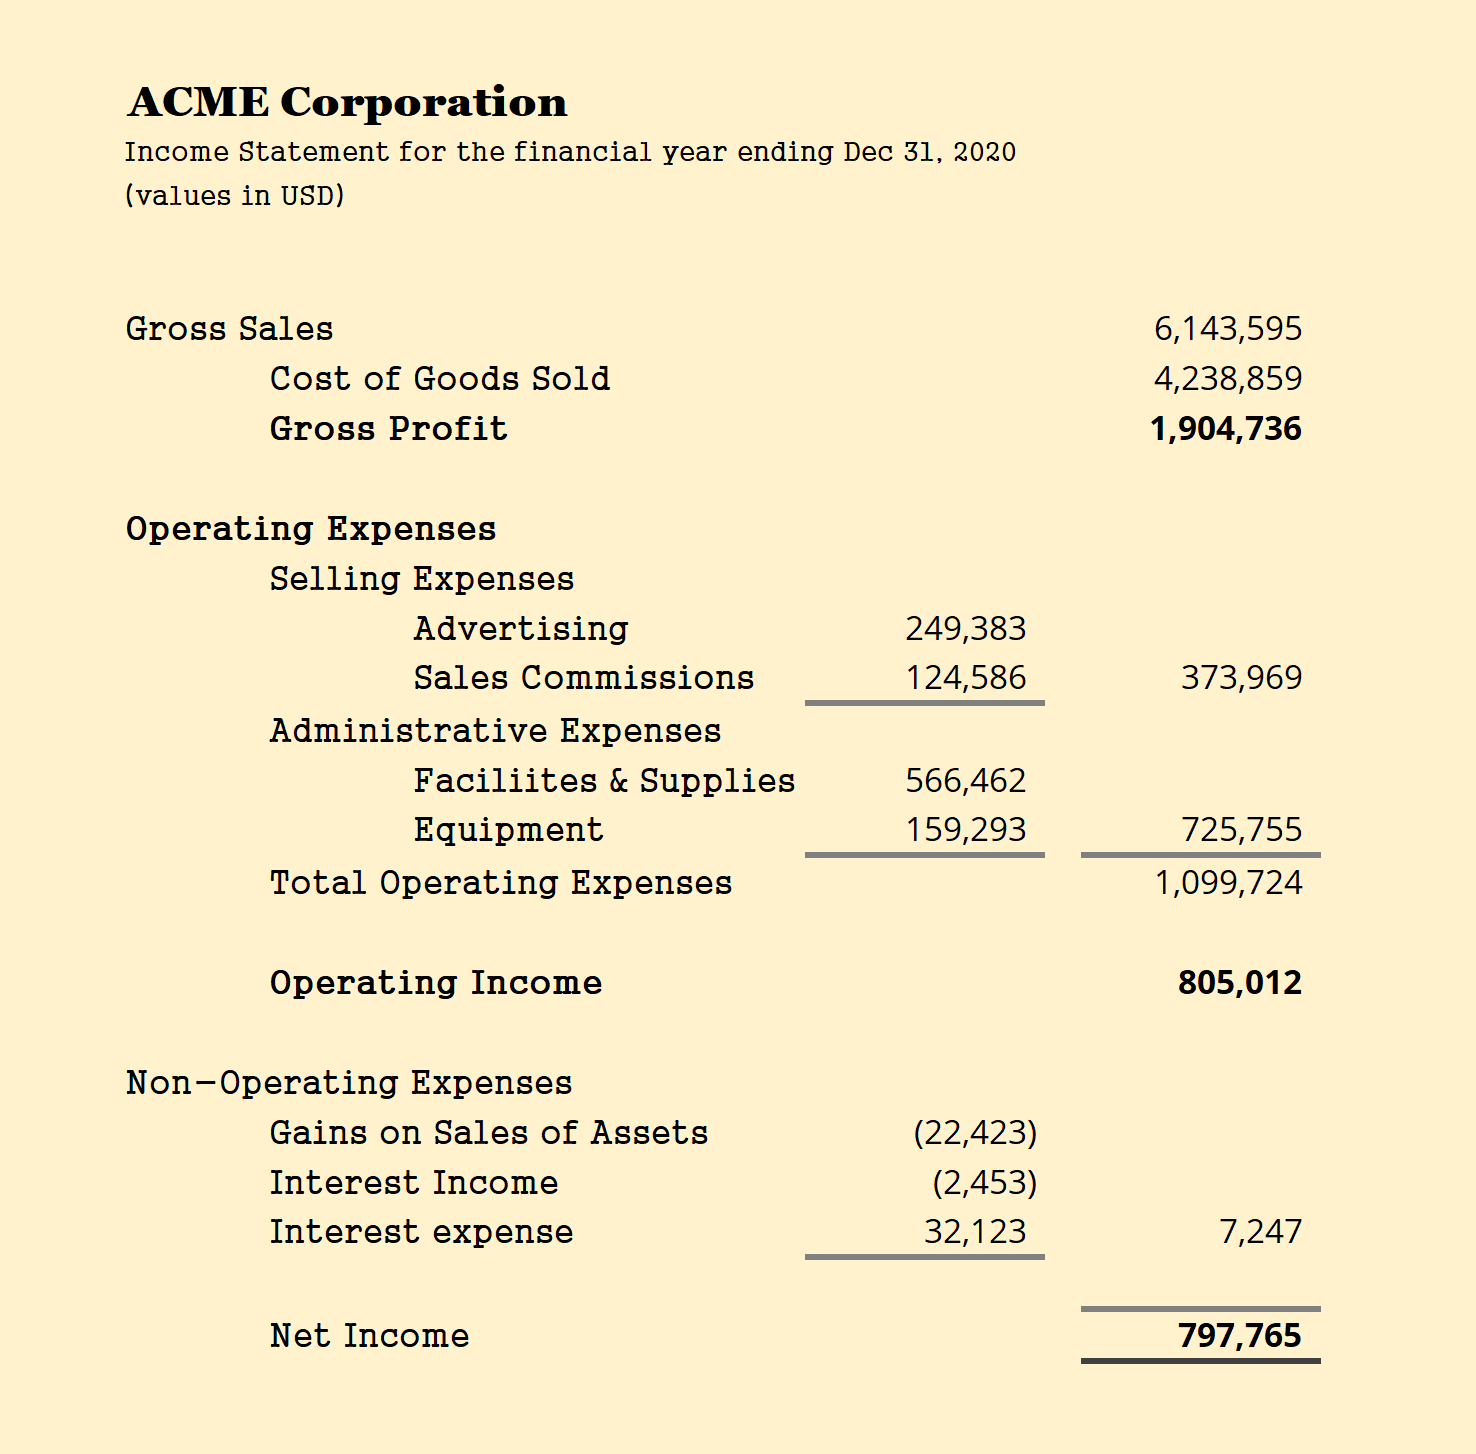 ACME Corporation
Income Statement for the financial year ending Dec 31, 2020
(values in USD)
Gross Sales 6,143,595
Cost of Goods Sold 4,238,859
Gross Profit 1,904,736
Operating Expenses
Selling Expenses
Advertising 249,383
Sales Commissions 124,586 373,969
Administrative Expenses
Faciliites & Supplies 566,462
Equipment 159,293 725,755
Total Operating Expenses 1,099,724
Operating Income 805,012
Non-Operating Expenses
Gains on Sales of Assets (22,423)
Interest Income (2,453)
Interest expense 32,123 7,247
Net Income 797,765